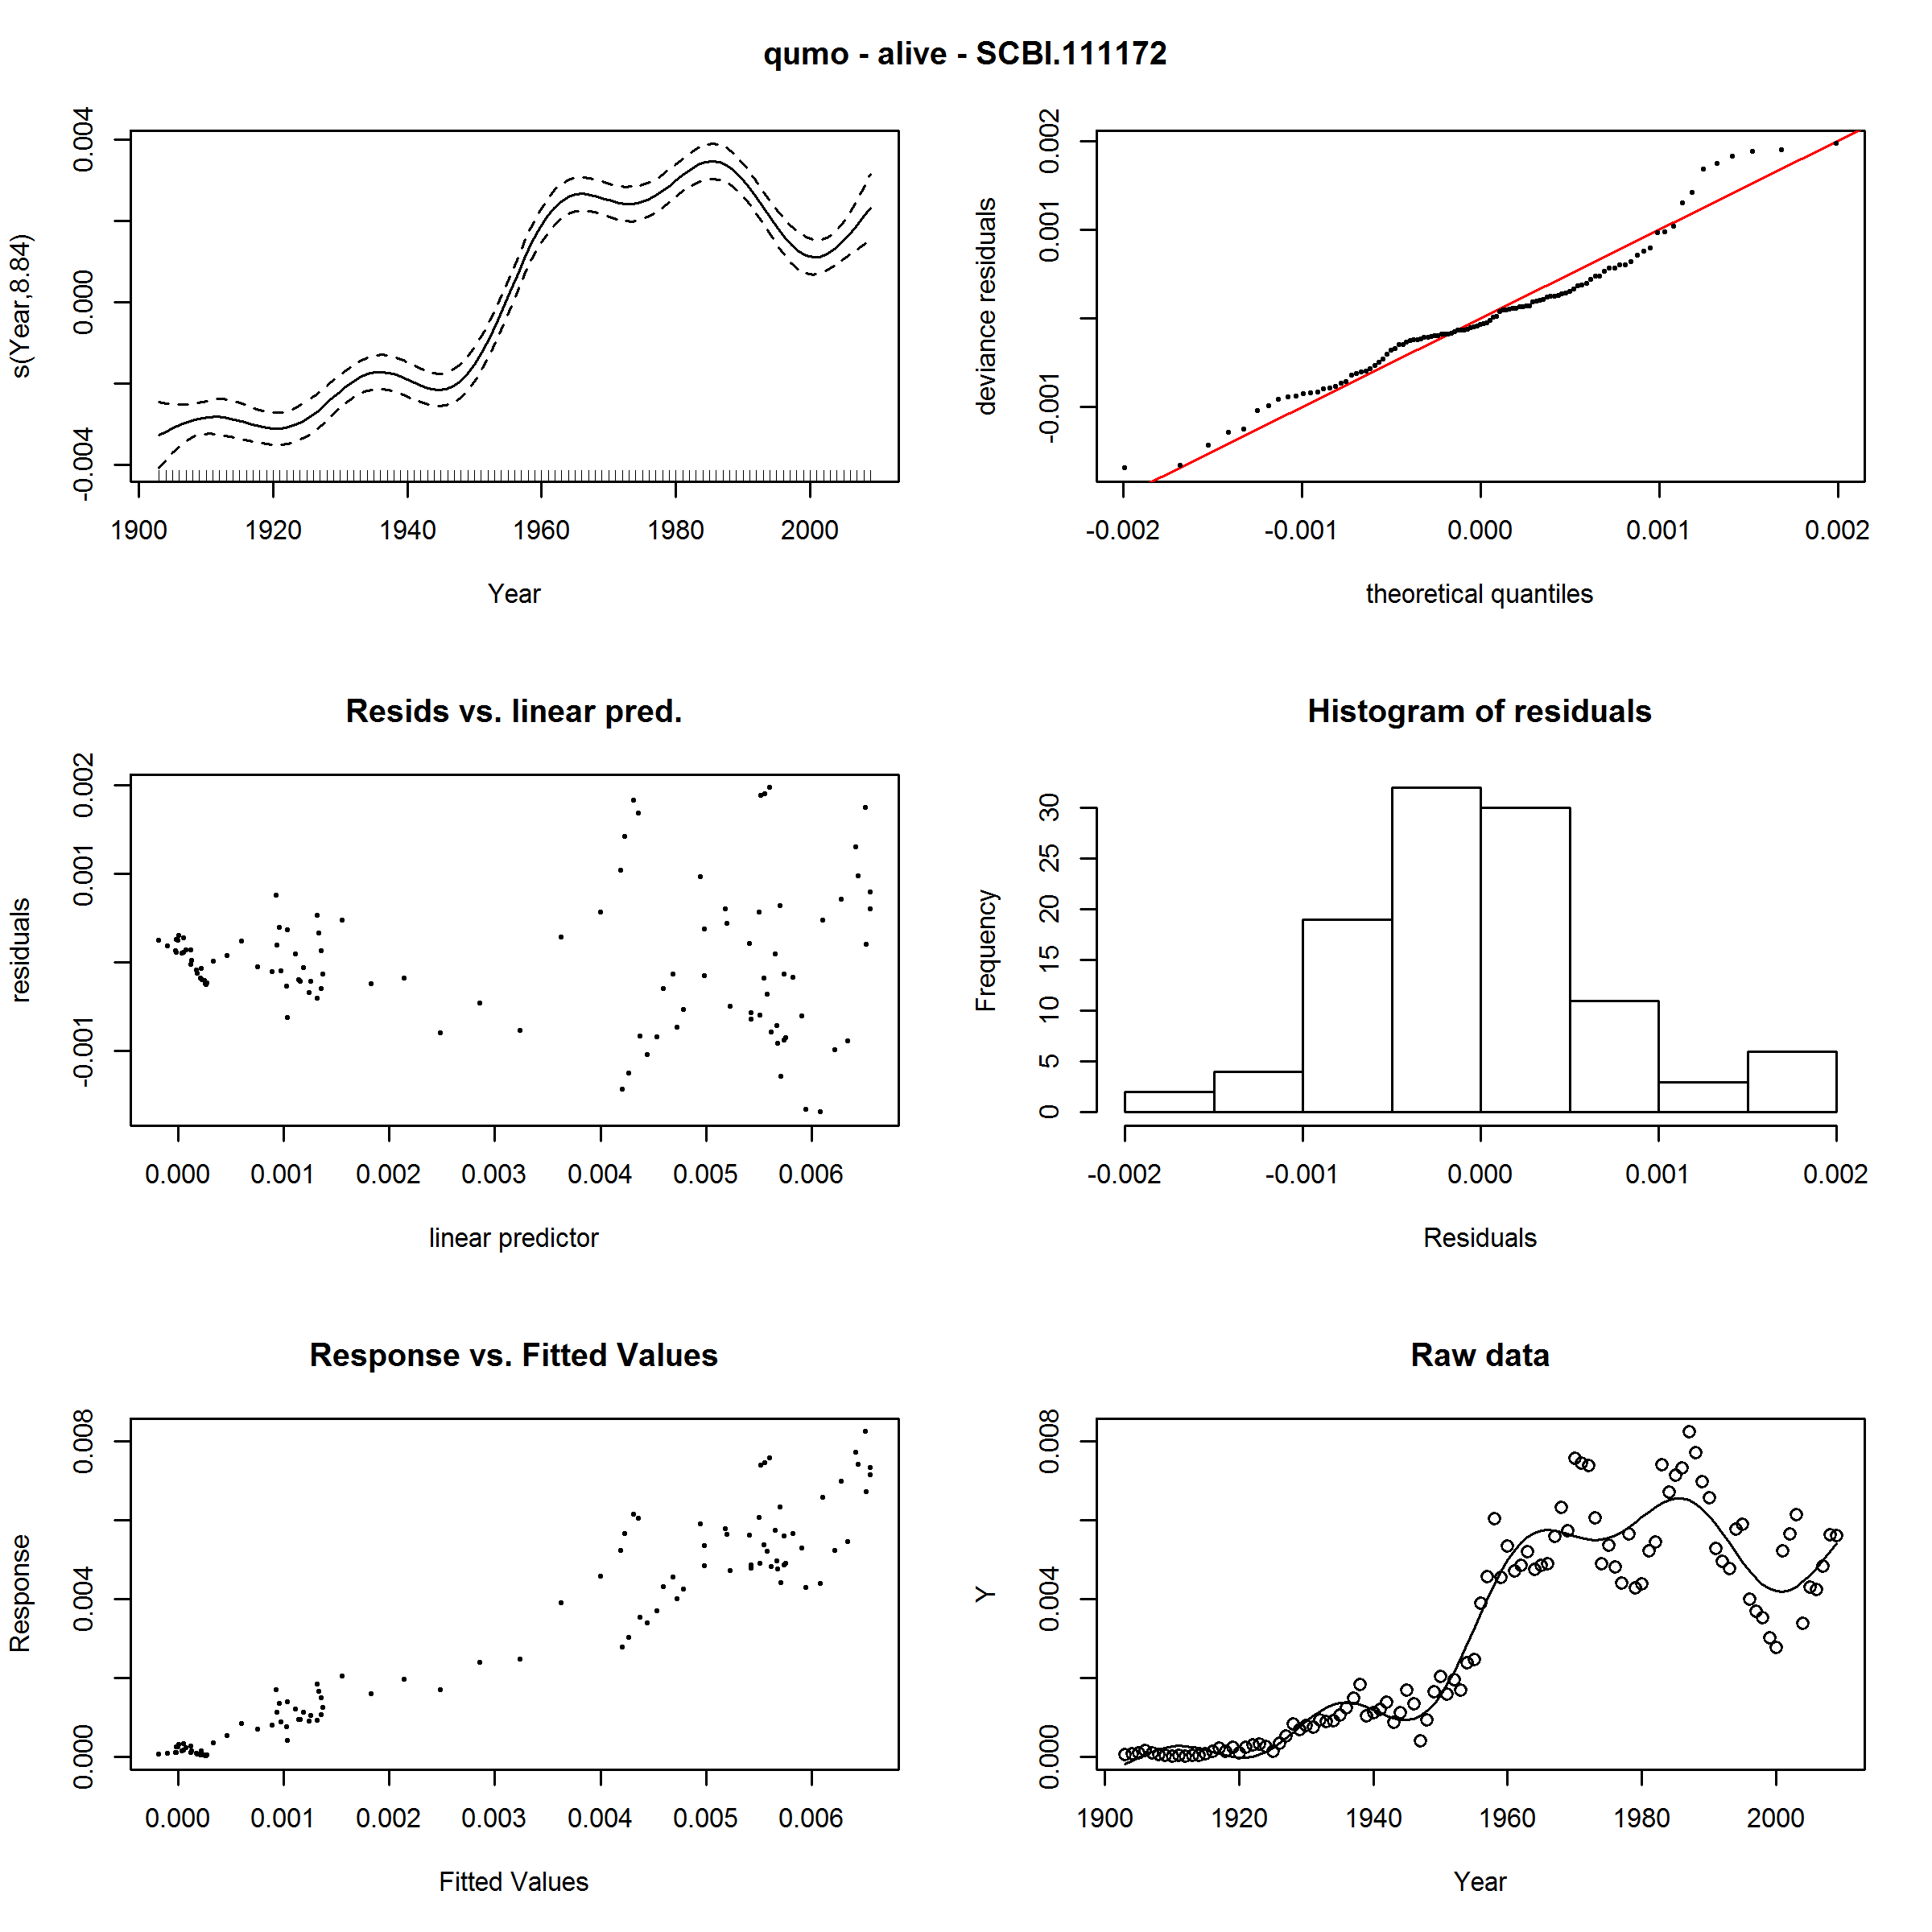 qumo - alive - SCBI.111172
s(Year,8.84)
-0.004 0.000 0.004
1900 1920 1940 1960 1980 2000
Year
deviance residuals
-0.001 0.001 0.002
-0.002 -0.001 0.000 0.001 0.002
theoretical quantiles
Resids vs. linear pred.
residuals
-0.001 0.001 0.002
0.000 0.001 0.002 0.003 0.004 0.005 0.006
linear predictor
Histogram of residuals
Frequency
0 5 10 15 20 25 30
-0.002 -0.001 0.000 0.001 0.002
Residuals
Response vs. Fitted Values
Response
0.000 0.004 0.008
0.000 0.001 0.002 0.003 0.004 0.005 0.006
Fitted Values
Raw data
Y
0.000 0.004 0.008
1900 1920 1940 1960 1980 2000
Year